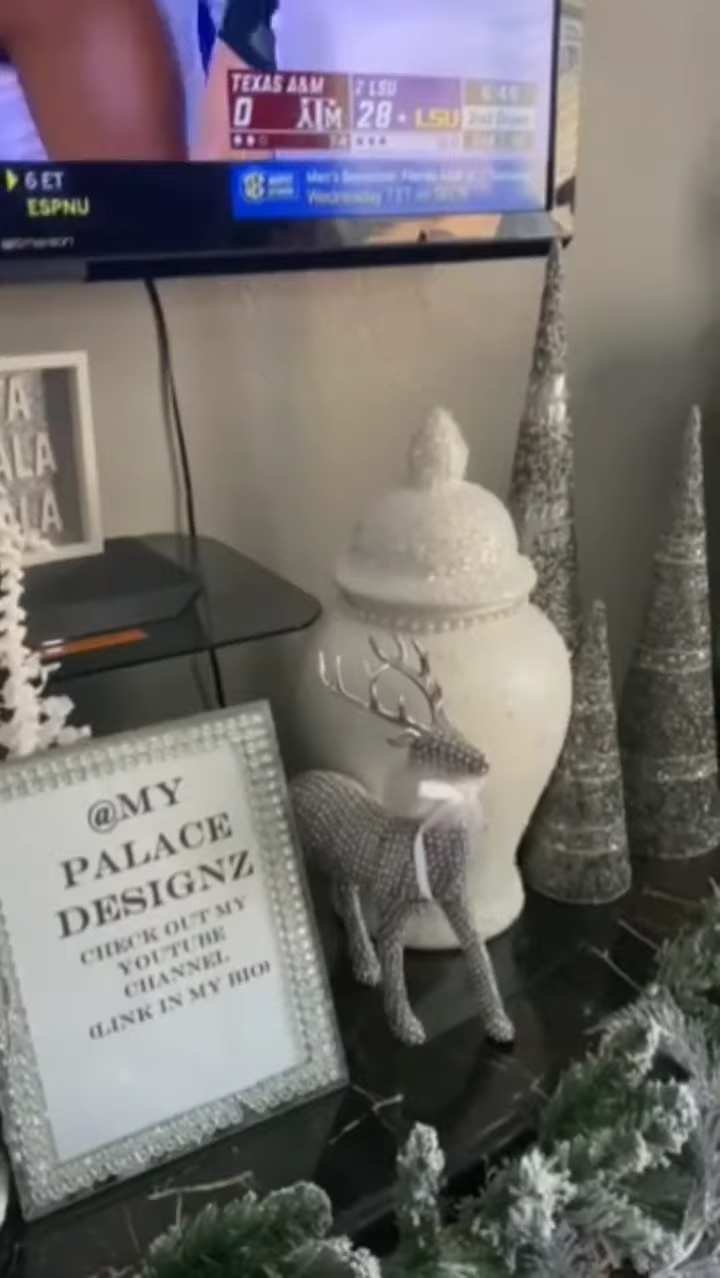 TEXAS A&M
0 ATM
2 LSU
28 LSU
6 ET
ESPNU
A
ALA
ALA
@MY
PALACE
DESIGNZ
CHECK OUT MY
YOUTUBE
CHANNEL
(LINK IN MY BIO)